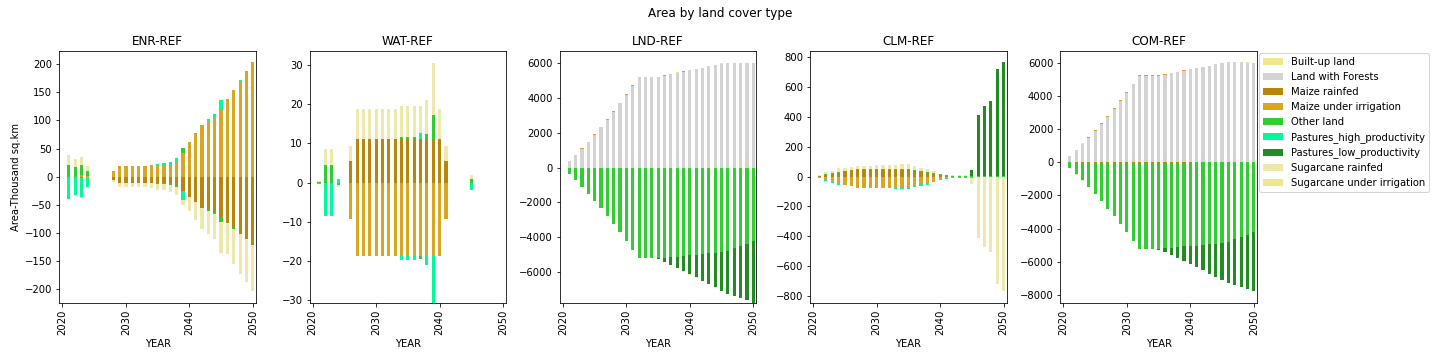 Area by land cover type
ENR-REF
WAT-REF
LND-REF
CLM-REF
COM-REF
Area-Thousand sq.km
200
150
100
50
0
−50
−100
−150
−200
2020
2030
2040
2050
YEAR
30
20
10
0
−10
−20
−30
2020
2030
2040
2050
YEAR
6000
4000
2000
0
−2000
−4000
−6000
2020
2030
2040
2050
YEAR
800
600
400
200
0
−200
−400
−600
−800
2020
2030
2040
2050
YEAR
6000
4000
2000
0
−2000
−4000
−6000
−8000
2020
2030
2040
2050
YEAR
Built-up land
Land with Forests
Maize rainfed
Maize under irrigation
Other land
Pastures_high_productivity
Pastures_low_productivity
Sugarcane rainfed
Sugarcane under irrigation